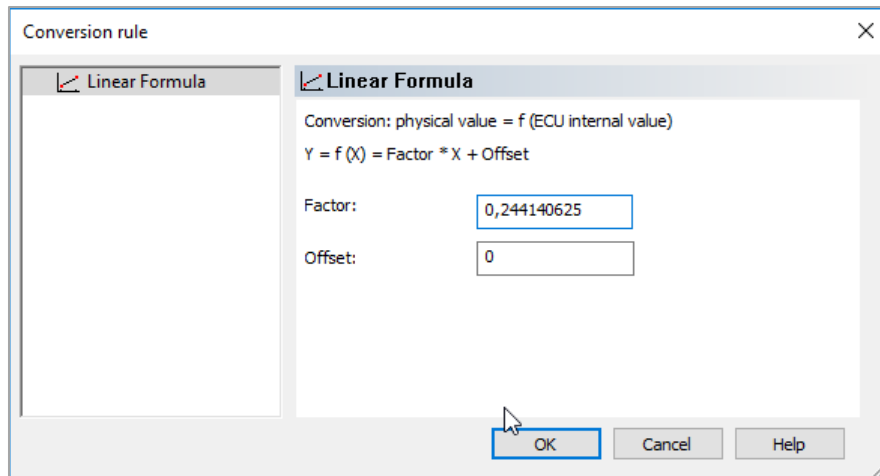 Conversion rule
Linear Formula
Linear Formula
Conversion: physical value = f (ECU internal value)
Y = f (X) = Factor * X + Offset
Factor: 0,244140625
Offset: 0
OK Cancel Help